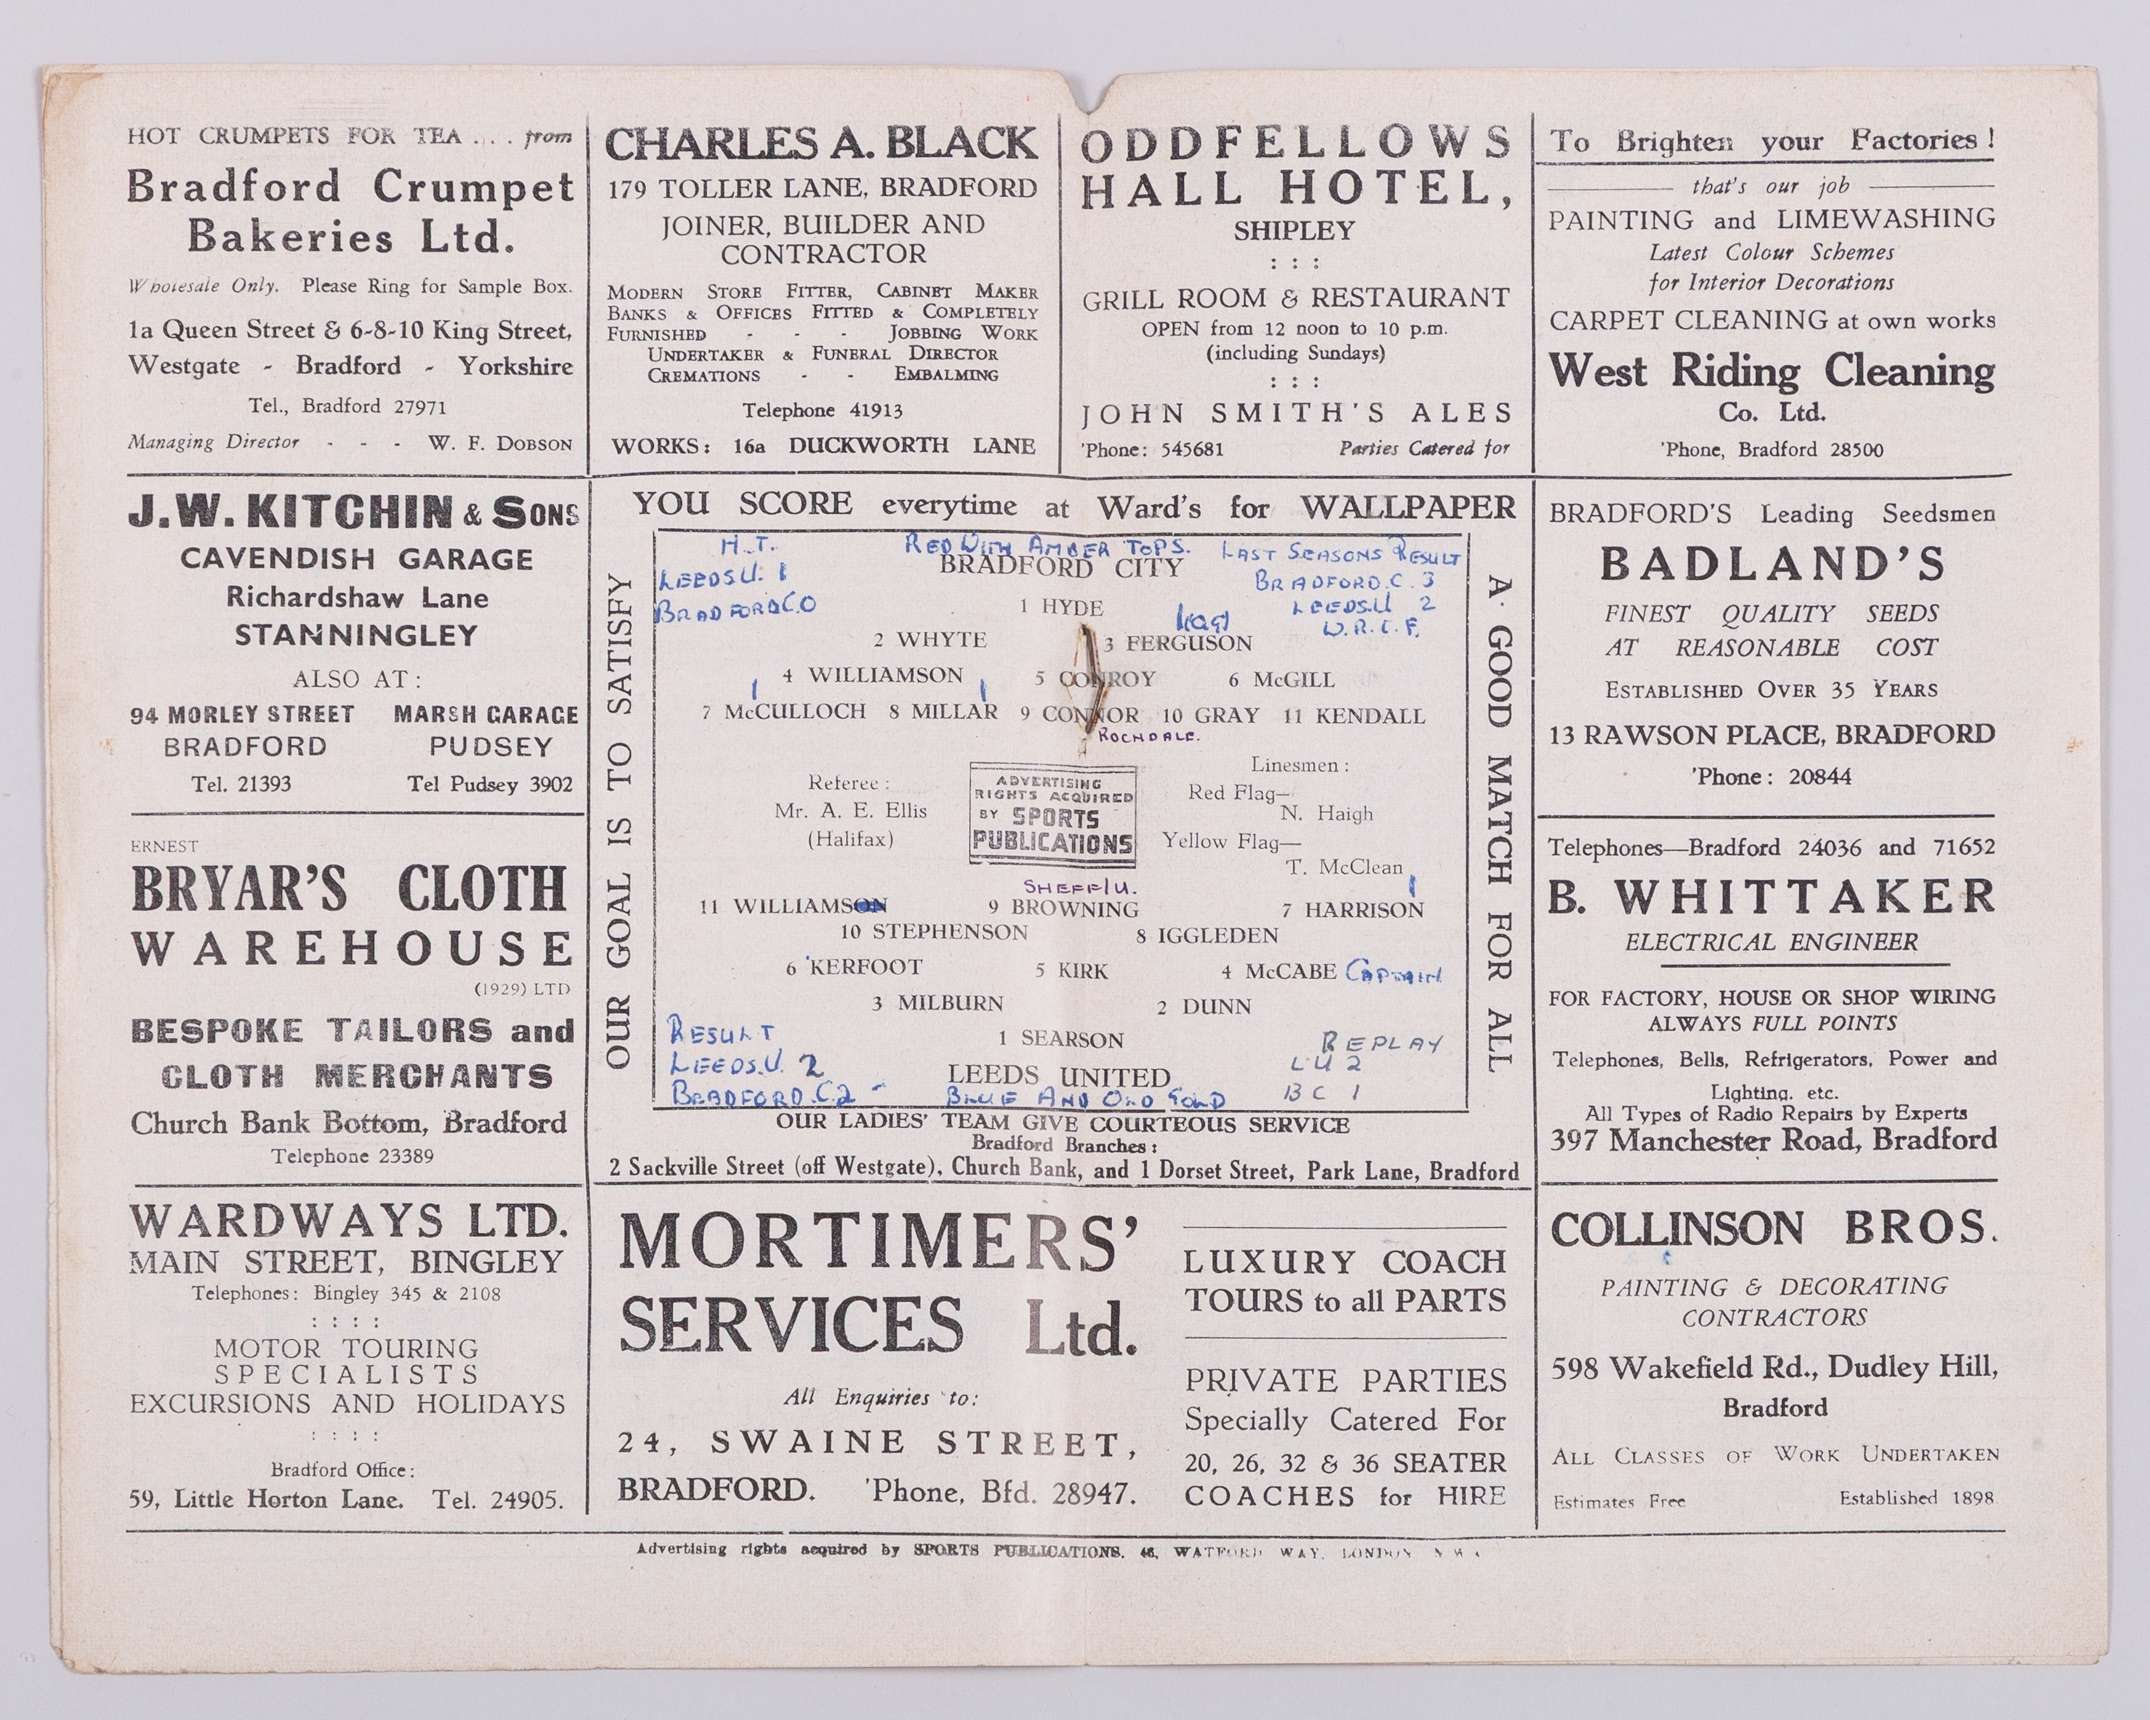 HOT CRUMPETS FOR TEA . . . from
Bradford Crumpet
Bakeries Ltd.
Wholesale Only. Please Ring for Sample Box.
1a Queen Street & 6-8-10 King Street,
Westgate - Bradford - Yorkshire
Tel., Bradford 27971
Managing Director - - - W. F. DOBSON
CHARLES A. BLACK
179 TOLLER LANE, BRADFORD
JOINER, BUILDER AND
CONTRACTOR
MODERN STORE FITTER, CABINET MAKER
BANKS & OFFICES FITTED & COMPLETELY
FURNISHED - - - JOBBING WORK
UNDERTAKER & FUNERAL DIRECTOR
CREMATIONS - - EMBALMING
Telephone 41913
WORKS: 16a DUCKWORTH LANE
ODDFELLOWS
HALL HOTEL,
SHIPLEY
: : :
GRILL ROOM & RESTAURANT
OPEN from 12 noon to 10 p.m.
(including Sundays)
: : :
JOHN SMITH'S ALES
'Phone: 545681 Parties Catered for
To Brighten your Factories !
that's our job
PAINTING and LIMEWASHING
Latest Colour Schemes
for Interior Decorations
CARPET CLEANING at own works
West Riding Cleaning
Co. Ltd.
'Phone, Bradford 28500
J. W. KITCHIN & SONS
CAVENDISH GARAGE
Richardshaw Lane
STANNINGLEY
ALSO AT :
94 MORLEY STREET MARSH GARAGE
BRADFORD PUDSEY
Tel. 21393 Tel Pudsey 3902
ERNEST
BRYAR'S CLOTH
WAREHOUSE
(1929) LTD
BESPOKE TAILORS and
CLOTH MERCHANTS
Church Bank Bottom, Bradford
Telephone 23389
WARDWAYS LTD.
MAIN STREET, BINGLEY
Telephones: Bingley 345 & 2108
: : : :
MOTOR TOURING
SPECIALISTS
EXCURSIONS AND HOLIDAYS
: : : :
Bradford Office:
59, Little Horton Lane. Tel. 24905.
YOU SCORE everytime at Ward's for WALLPAPER
OUR GOAL IS TO SATISFY
H.T.
LEEDS.U. 1
BRADFORD.C.0
RED WITH AMBER TOPS.
LAST SEASONS RESULT
BRADFORD.C. 3
LEEDS.U 2
W.R.C.F.
BRADFORD CITY
1 HYDE
2 WHYTE 3 FERGUSON
4 WILLIAMSON 5 CONROY 6 McGILL
1 1
7 McCULLOCH 8 MILLAR 9 CONNOR 10 GRAY 11 KENDALL
ROCHDALE.
Referee :
Mr. A. E. Ellis
(Halifax)
ADVERTISING
RIGHTS ACQUIRED
BY SPORTS
PUBLICATIONS
Linesmen :
Red Flag—
N. Haigh
Yellow Flag—
T. McClean
SHEFF/U. 1
11 WILLIAMSON 9 BROWNING 7 HARRISON
10 STEPHENSON 8 IGGLEDEN
6 KERFOOT 5 KIRK 4 McCABE CAPTAIN
3 MILBURN 2 DUNN
1 SEARSON
LEEDS UNITED
BLUE AND OLD GOLD
RESULT
LEEDS.U. 2
BRADFORD.C.2
REPLAY
LU 2
BC 1
A GOOD MATCH FOR ALL
OUR LADIES' TEAM GIVE COURTEOUS SERVICE
Bradford Branches :
2 Sackville Street (off Westgate), Church Bank, and 1 Dorset Street, Park Lane, Bradford
MORTIMERS'
SERVICES Ltd.
All Enquiries to:
24, SWAINE STREET,
BRADFORD. 'Phone, Bfd. 28947.
LUXURY COACH
TOURS to all PARTS
PRIVATE PARTIES
Specially Catered For
20, 26, 32 & 36 SEATER
COACHES for HIRE
BRADFORD'S Leading Seedsmen
BADLAND'S
FINEST QUALITY SEEDS
AT REASONABLE COST
ESTABLISHED OVER 35 YEARS
13 RAWSON PLACE, BRADFORD
'Phone : 20844
Telephones—Bradford 24036 and 71652
B. WHITTAKER
ELECTRICAL ENGINEER
FOR FACTORY, HOUSE OR SHOP WIRING
ALWAYS FULL POINTS
Telephones, Bells, Refrigerators, Power and
Lighting. etc.
All Types of Radio Repairs by Experts
397 Manchester Road, Bradford
COLLINSON BROS.
PAINTING & DECORATING
CONTRACTORS
598 Wakefield Rd., Dudley Hill,
Bradford
ALL CLASSES OF WORK UNDERTAKEN
Estimates Free Established 1898
Advertising rights acquired by SPORTS PUBLICATIONS, 46, WATFORD WAY, LONDON